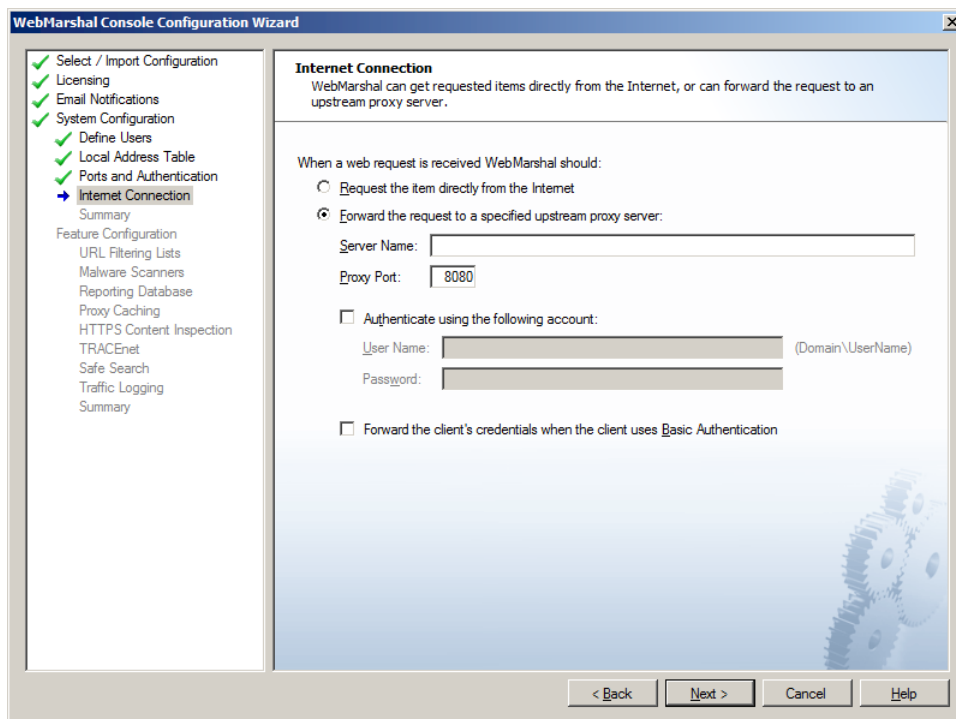 WebMarshal Console Configuration Wizard
Select / Import Configuration
Licensing
Email Notifications
System Configuration
Define Users
Local Address Table
Ports and Authentication
Internet Connection
Summary
Feature Configuration
URL Filtering Lists
Malware Scanners
Reporting Database
Proxy Caching
HTTPS Content Inspection
TRACEnet
Safe Search
Traffic Logging
Summary
Internet Connection
WebMarshal can get requested items directly from the Internet, or can forward the request to an
upstream proxy server.
When a web request is received WebMarshal should:
Request the item directly from the Internet
Forward the request to a specified upstream proxy server:
Server Name:
Proxy Port: 8080
Authenticate using the following account:
User Name: (Domain\UserName)
Password:
Forward the client's credentials when the client uses Basic Authentication
< Back Next > Cancel Help